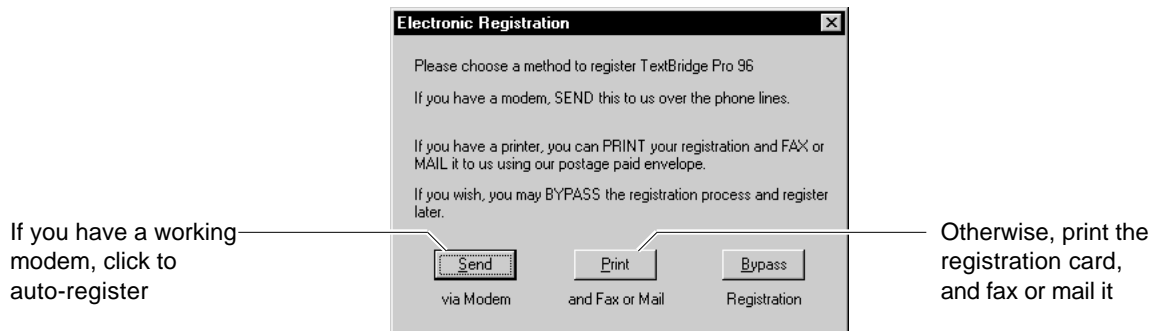 Electronic Registration
Please choose a method to register TextBridge Pro 96
If you have a modem, SEND this to us over the phone lines.
If you have a printer, you can PRINT your registration and FAX or
MAIL it to us using our postage paid envelope.
If you wish, you may BYPASS the registration process and register
later.
If you have a working
modem, click to
auto-register
Send
Print
Bypass
via Modem
and Fax or Mail
Registration
Otherwise, print the
registration card,
and fax or mail it